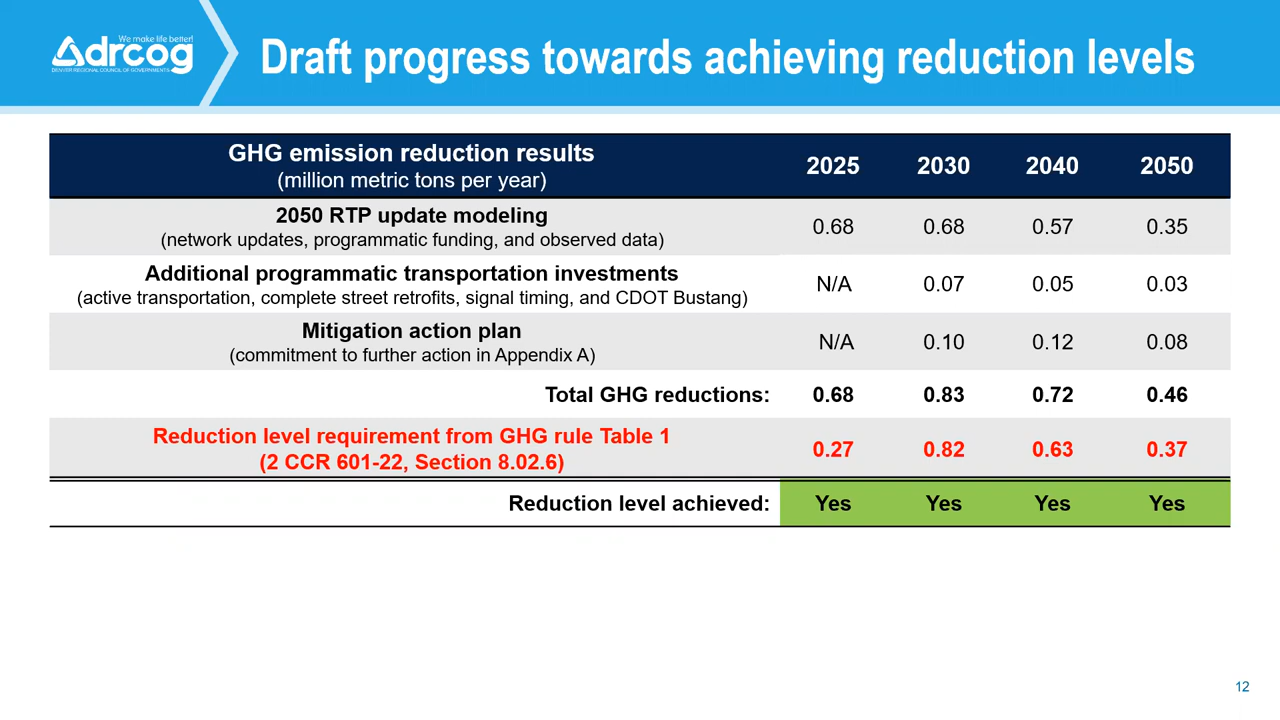 We make life better!
drcog
DENVER REGIONAL COUNCIL OF GOVERNMENTS
Draft progress towards achieving reduction levels
GHG emission reduction results
(million metric tons per year)
2025 2030 2040 2050
2050 RTP update modeling
(network updates, programmatic funding, and observed data)
0.68 0.68 0.57 0.35
Additional programmatic transportation investments
(active transportation, complete street retrofits, signal timing, and CDOT Bustang)
N/A 0.07 0.05 0.03
Mitigation action plan
(commitment to further action in Appendix A)
N/A 0.10 0.12 0.08
Total GHG reductions: 0.68 0.83 0.72 0.46
Reduction level requirement from GHG rule Table 1
(2 CCR 601-22, Section 8.02.6)
0.27 0.82 0.63 0.37
Reduction level achieved: Yes Yes Yes Yes
12